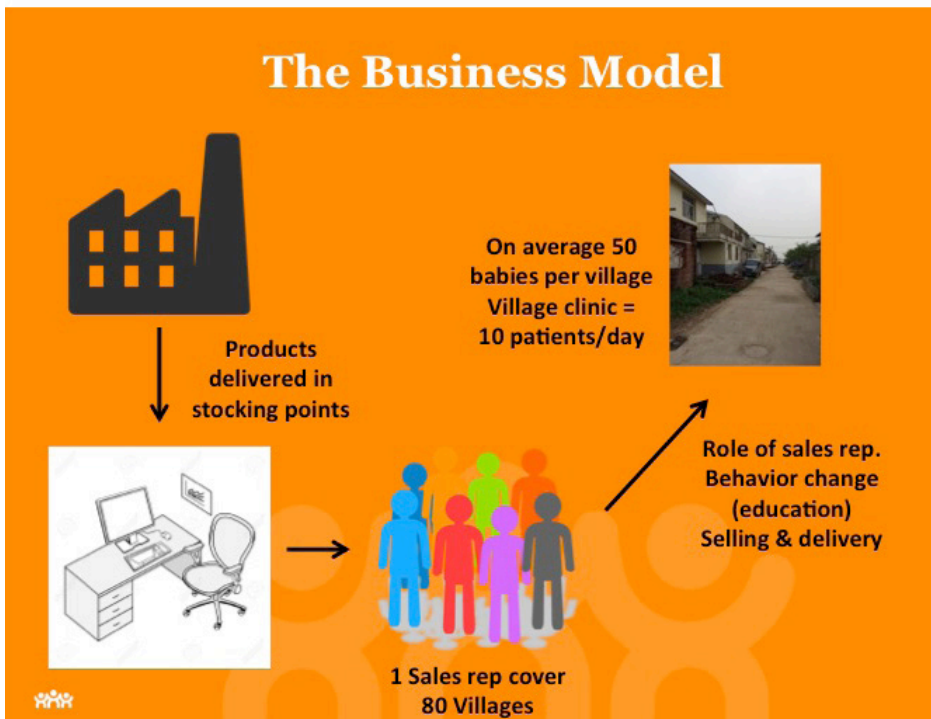 The Business Model
On average 50
babies per village
Village clinic =
10 patients/day
Products
delivered in
stocking points
Role of sales rep.
Behavior change
(education)
Selling & delivery
1 Sales rep cover
80 Villages